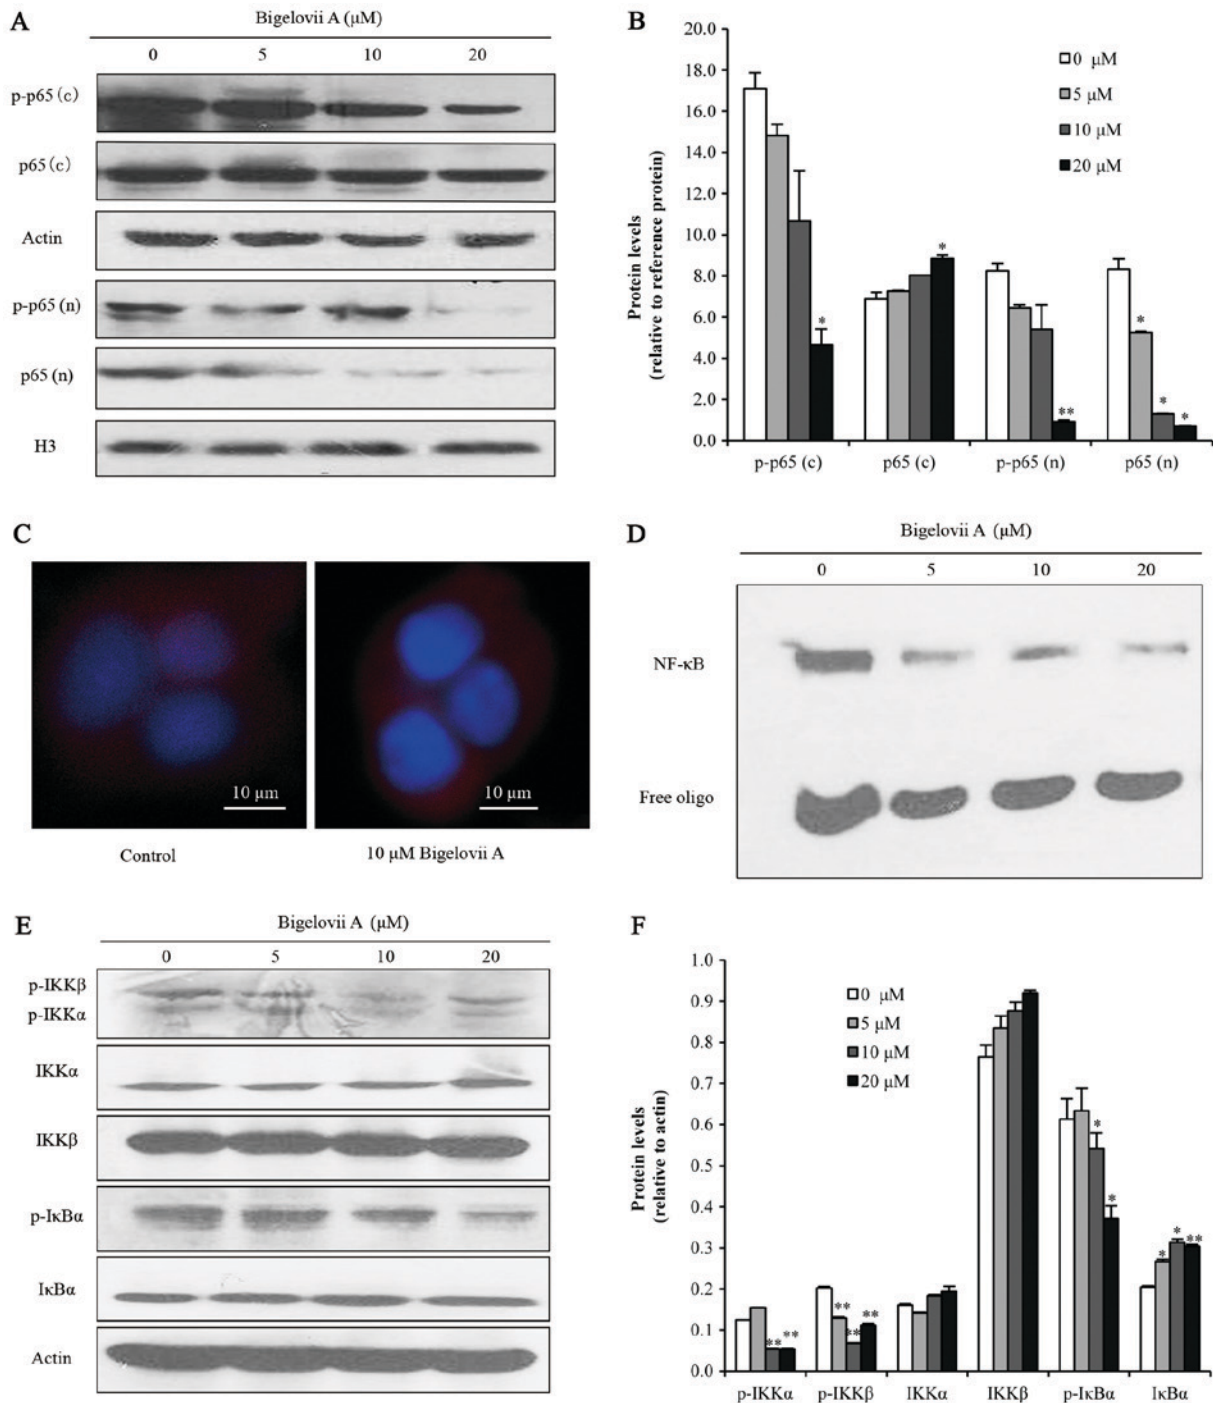 A
Bigelovii A (μM)
0 5 10 20
p-p65 (c)
p65 (c)
Actin
p-p65 (n)
p65 (n)
H3
B
Protein levels
(relative to reference protein)
20.0
18.0
16.0
14.0
12.0
10.0
8.0
6.0
4.0
2.0
0.0
0 μM
5 μM
10 μM
20 μM
*
*
**
*
*
*
p-p65 (c) p65 (c) p-p65 (n) p65 (n)
C
10 μm
10 μm
Control
10 μM Bigelovii A
D
Bigelovii A (μM)
0 5 10 20
NF-κB
Free oligo
E
Bigelovii A (μM)
0 5 10 20
p-IKKβ
p-IKKα
IKKα
IKKβ
p-IκBα
IκBα
Actin
F
Protein levels
(relative to actin)
1.0
0.9
0.8
0.7
0.6
0.5
0.4
0.3
0.2
0.1
0.0
0 μM
5 μM
10 μM
20 μM
** **
** ** **
* *
* * **
p-IKKα p-IKKβ IKKα IKKβ p-IκBα IκBα